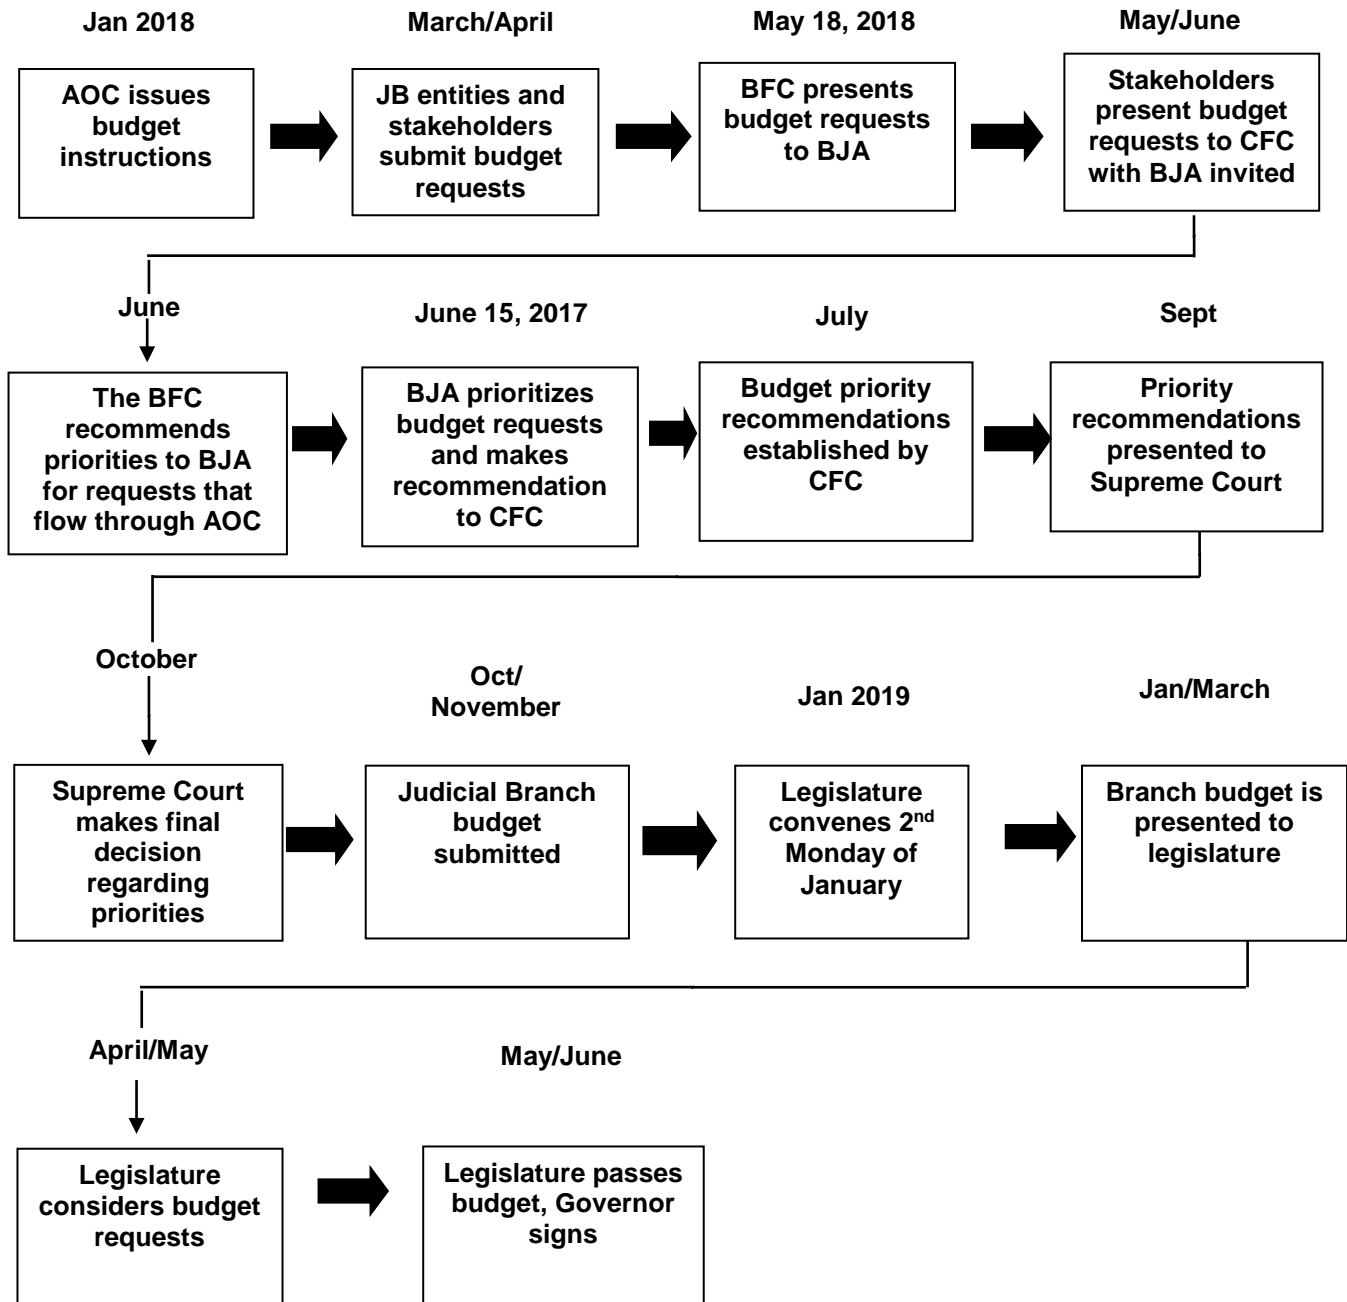 Jan 2018
March/April
May 18, 2018
May/June
AOC issues
budget
instructions
JB entities and
stakeholders
submit budget
requests
BFC presents
budget requests
to BJA
Stakeholders
present budget
requests to CFC
with BJA invited
June
June 15, 2017
July
Sept
The BFC
recommends
priorities to BJA
for requests that
flow through AOC
BJA prioritizes
budget requests
and makes
recommendation
to CFC
Budget priority
recommendations
established by
CFC
Priority
recommendations
presented to
Supreme Court
October
Oct/
November
Jan 2019
Jan/March
Supreme Court
makes final
decision
regarding
priorities
Judicial Branch
budget
submitted
Legislature
convenes 2nd
Monday of
January
Branch budget is
presented to
legislature
April/May
May/June
Legislature
considers budget
requests
Legislature passes
budget, Governor
signs